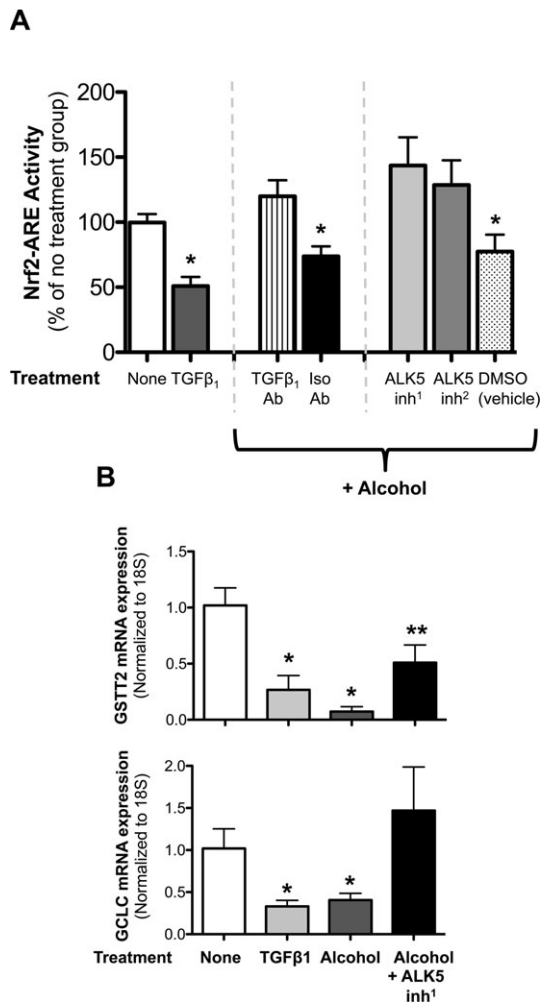 A
Nrf2-ARE Activity
(% of no treatment group)
200
150
100
50
0
*
*
*
Treatment
None TGFβ₁
TGFβ₁ Ab
Iso Ab
ALK5 inh¹
ALK5 inh²
DMSO (vehicle)
+ Alcohol
B
GSTT2 mRNA expression
(Normalized to 18S)
1.5
1.0
0.5
0.0
*
*
**
GCLC mRNA expression
(Normalized to 18S)
2.0
1.5
1.0
0.5
0.0
*
*
Treatment
None
TGFβ1
Alcohol
Alcohol
+ ALK5
inh¹